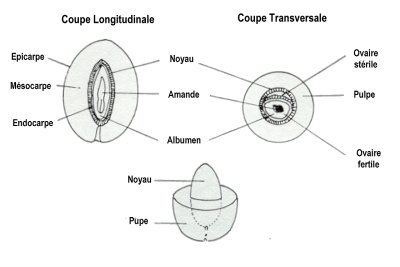 Coupe Longitudinale
Coupe Transversale
Epicarpe
Mésocarpe
Endocarpe
Noyau
Amande
Albumen
Ovaire
stérile
Pulpe
Ovaire
fertile
Noyau
Pupe